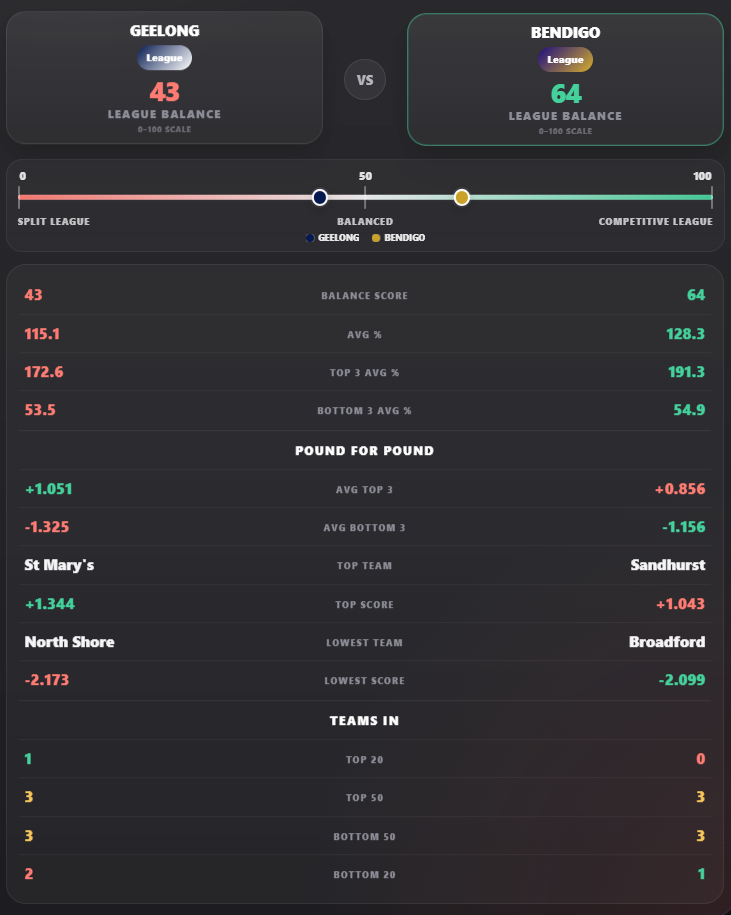 GEELONG
League
43
LEAGUE BALANCE
0–100 SCALE
VS
BENDIGO
League
64
LEAGUE BALANCE
0–100 SCALE
0 50 100
SPLIT LEAGUE BALANCED COMPETITIVE LEAGUE
GEELONG BENDIGO
43 BALANCE SCORE 64
115.1 AVG % 128.3
172.6 TOP 3 AVG % 191.3
53.5 BOTTOM 3 AVG % 54.9
POUND FOR POUND
+1.051 AVG TOP 3 +0.856
-1.325 AVG BOTTOM 3 -1.156
St Mary's TOP TEAM Sandhurst
+1.344 TOP SCORE +1.043
North Shore LOWEST TEAM Broadford
-2.173 LOWEST SCORE -2.099
TEAMS IN
1 TOP 20 0
3 TOP 50 3
3 BOTTOM 50 3
2 BOTTOM 20 1